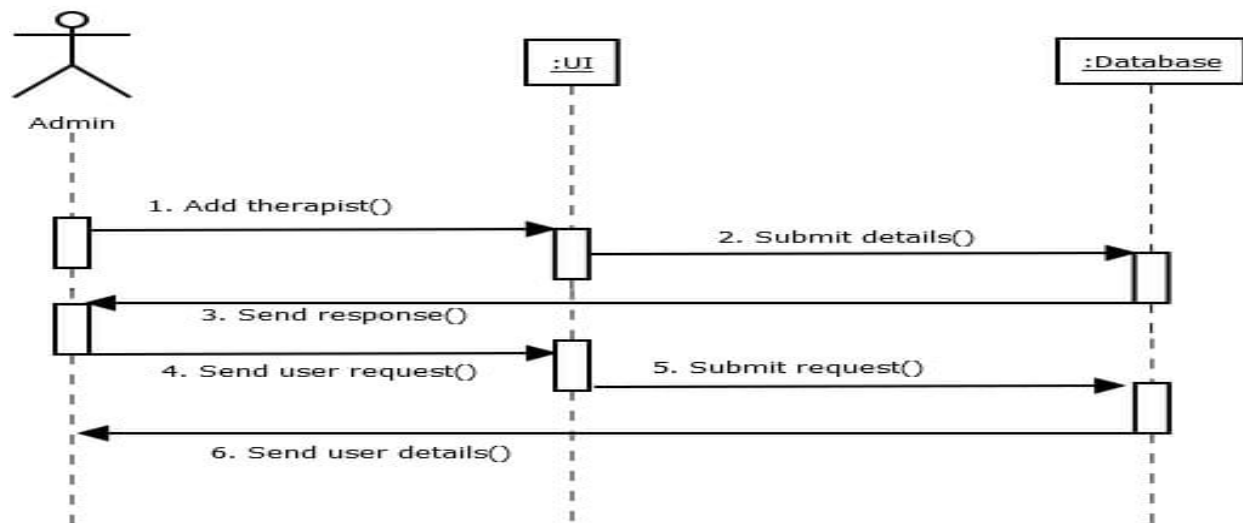 :UI
:Database
Admin
1. Add therapist()
2. Submit details()
3. Send response()
4. Send user request()
5. Submit request()
6. Send user details()